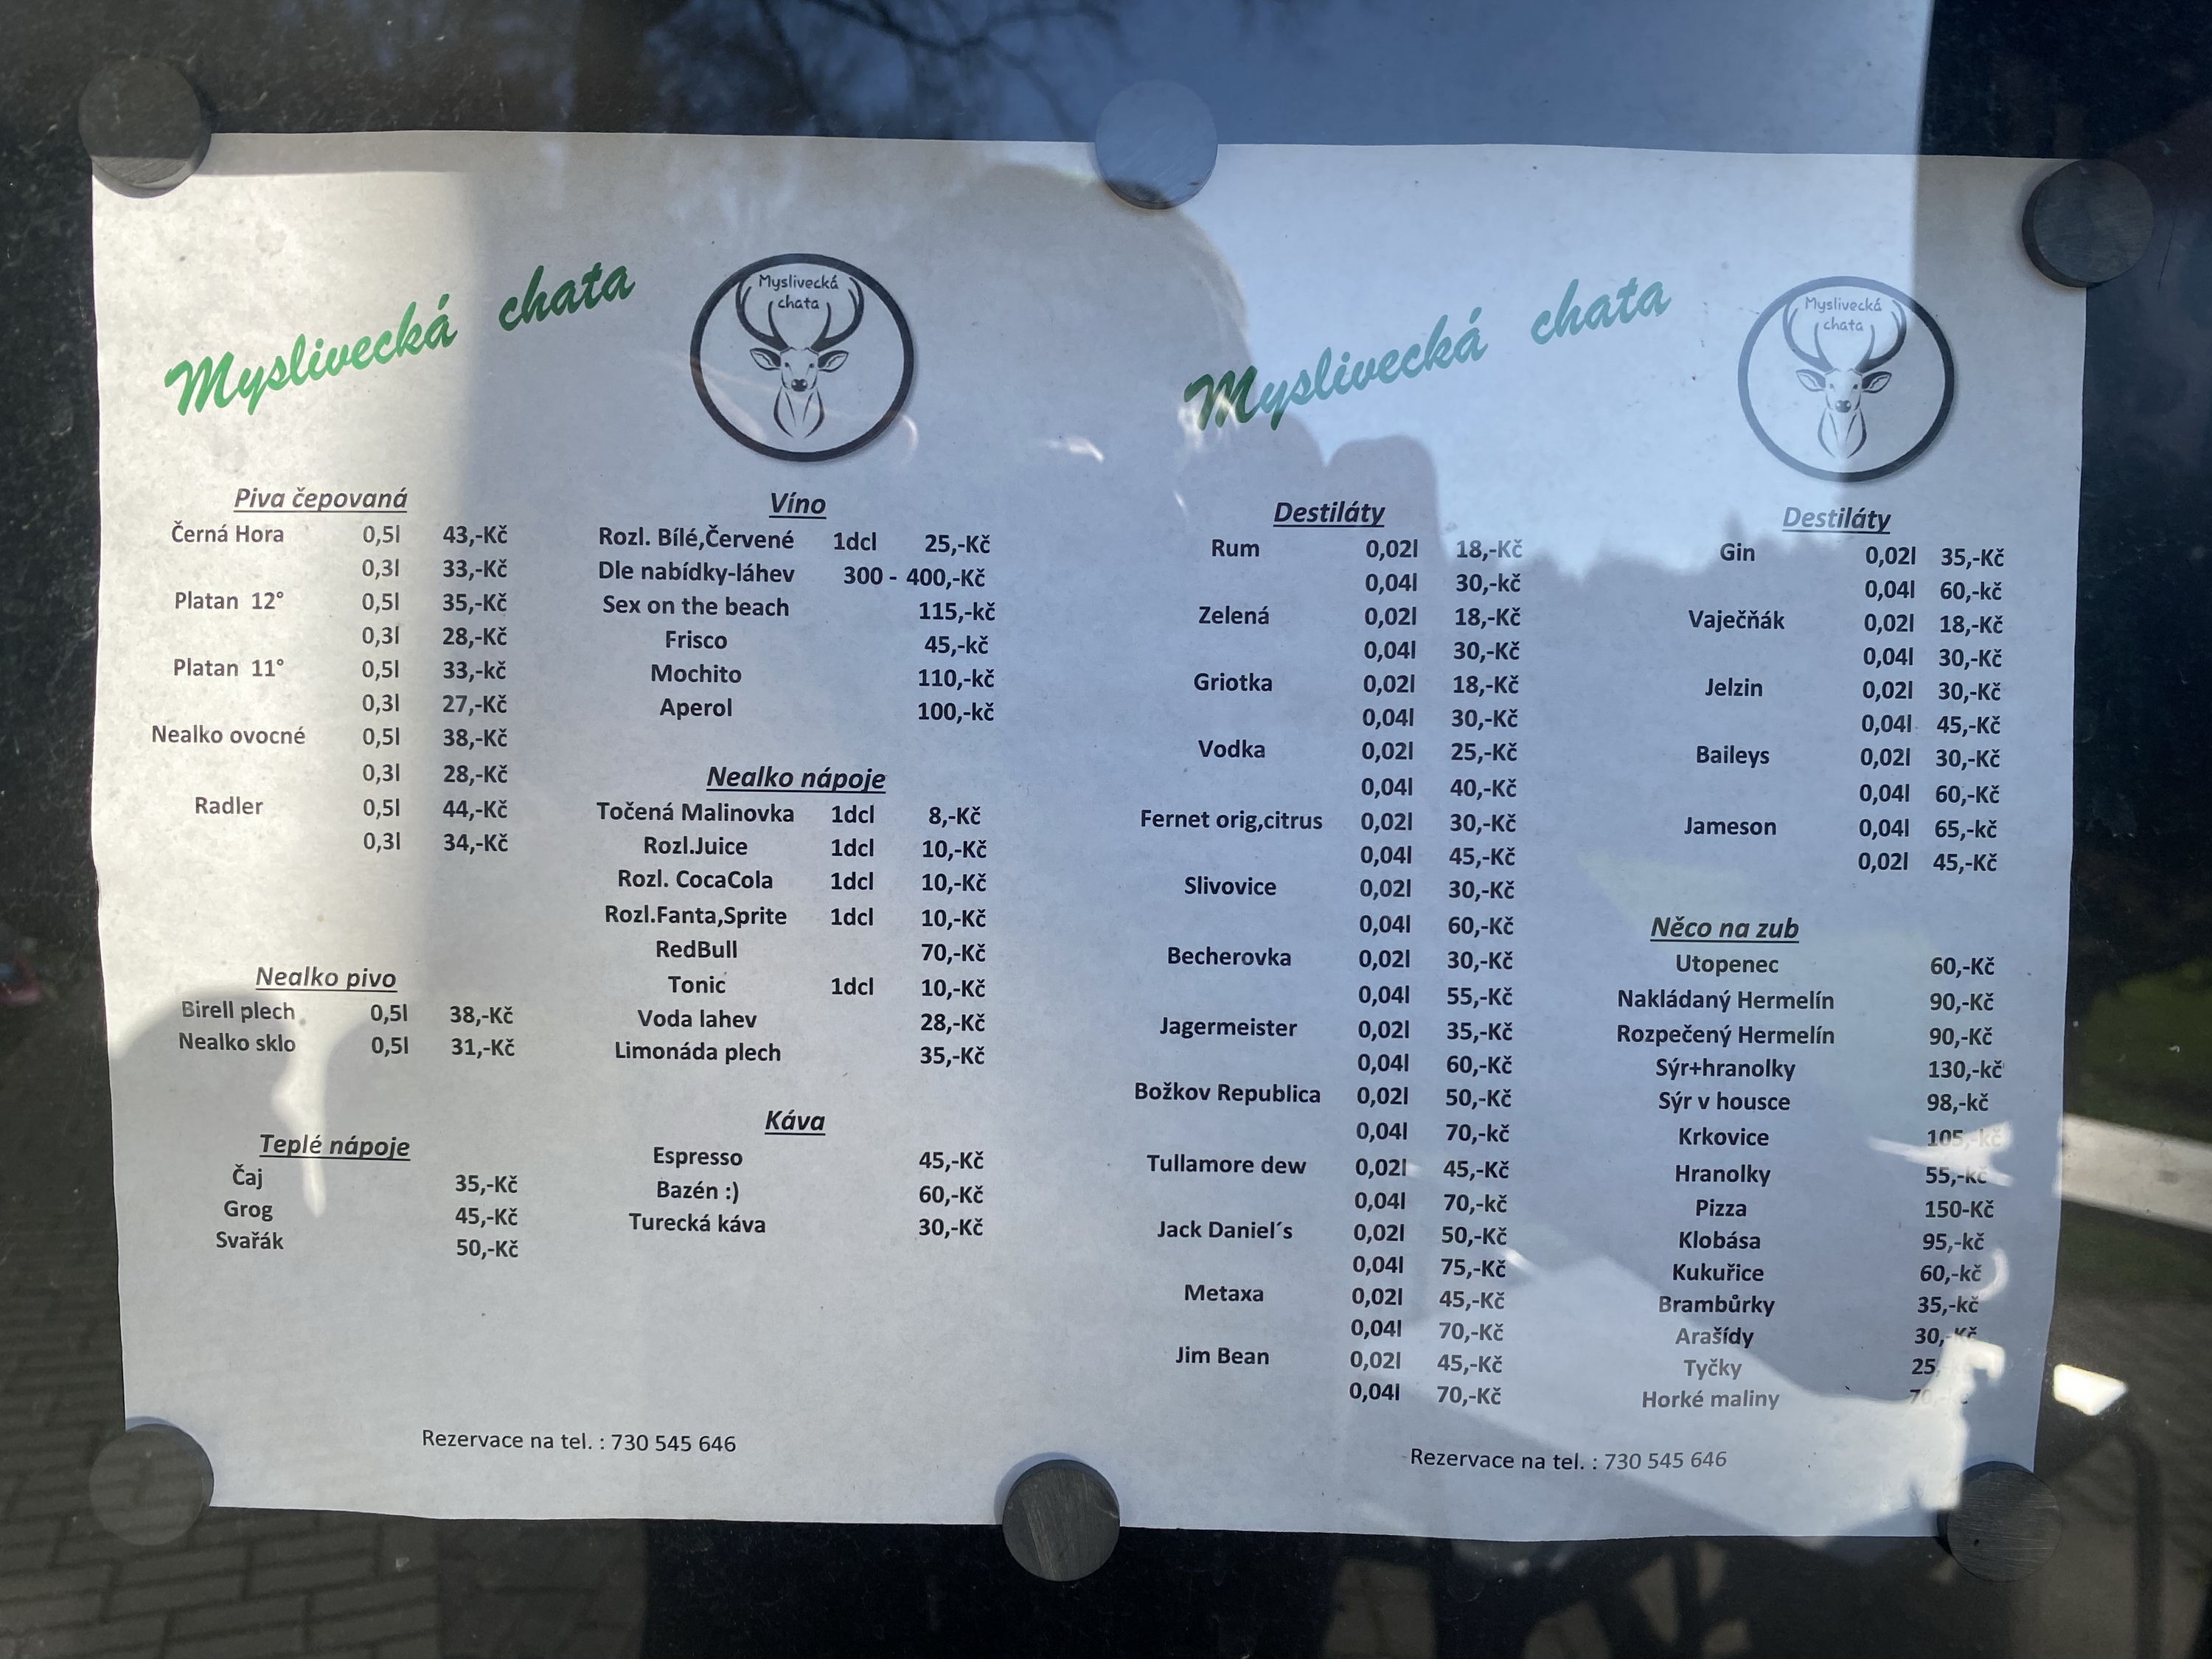 Myslivecká chata
Myslivecká
chata
Piva čepovaná
Černá Hora 0,5l 43,-Kč
0,3l 33,-Kč
Platan 12° 0,5l 35,-Kč
0,3l 28,-Kč
Platan 11° 0,5l 33,-kč
0,3l 27,-Kč
Nealko ovocné 0,5l 38,-Kč
0,3l 28,-Kč
Radler 0,5l 44,-Kč
0,3l 34,-Kč
Nealko pivo
Birell plech 0,5l 38,-Kč
Nealko sklo 0,5l 31,-Kč
Teplé nápoje
Čaj 35,-Kč
Grog 45,-Kč
Svařák 50,-Kč
Víno
Rozl. Bílé,Červené 1dcl 25,-Kč
Dle nabídky-láhev 300 - 400,-Kč
Sex on the beach 115,-kč
Frisco 45,-kč
Mochito 110,-kč
Aperol 100,-kč
Nealko nápoje
Točená Malinovka 1dcl 8,-Kč
Rozl.Juice 1dcl 10,-Kč
Rozl. CocaCola 1dcl 10,-Kč
Rozl.Fanta,Sprite 1dcl 10,-Kč
RedBull 70,-Kč
Tonic 1dcl 10,-Kč
Voda lahev 28,-Kč
Limonáda plech 35,-Kč
Káva
Espresso 45,-Kč
Bazén :) 60,-Kč
Turecká káva 30,-Kč
Rezervace na tel. : 730 545 646
Myslivecká chata
Myslivecká
chata
Destiláty
Rum 0,02l 18,-Kč
0,04l 30,-kč
Zelená 0,02l 18,-Kč
0,04l 30,-Kč
Griotka 0,02l 18,-Kč
0,04l 30,-Kč
Vodka 0,02l 25,-Kč
0,04l 40,-Kč
Fernet orig,citrus 0,02l 30,-Kč
0,04l 45,-Kč
Slivovice 0,02l 30,-Kč
0,04l 60,-Kč
Becherovka 0,02l 30,-Kč
0,04l 55,-Kč
Jagermeister 0,02l 35,-Kč
0,04l 60,-Kč
Božkov Republica 0,02l 50,-Kč
0,04l 70,-kč
Tullamore dew 0,02l 45,-Kč
0,04l 70,-kč
Jack Daniel´s 0,02l 50,-Kč
0,04l 75,-Kč
Metaxa 0,02l 45,-Kč
0,04l 70,-Kč
Jim Bean 0,02l 45,-Kč
0,04l 70,-Kč
Destiláty
Gin 0,02l 35,-Kč
0,04l 60,-kč
Vaječňák 0,02l 18,-Kč
0,04l 30,-Kč
Jelzin 0,02l 30,-Kč
0,04l 45,-Kč
Baileys 0,02l 30,-Kč
0,04l 60,-Kč
Jameson 0,04l 65,-kč
0,02l 45,-Kč
Něco na zub
Utopenec 60,-Kč
Nakládaný Hermelín 90,-Kč
Rozpečený Hermelín 90,-Kč
Sýr+hranolky 130,-kč
Sýr v housce 98,-kč
Krkovice 105,-kč
Hranolky 55,-kč
Pizza 150-Kč
Klobása 95,-kč
Kukuřice 60,-kč
Brambůrky 35,-kč
Arašídy 30,-Kč
Tyčky
Horké maliny
Rezervace na tel. : 730 545 646